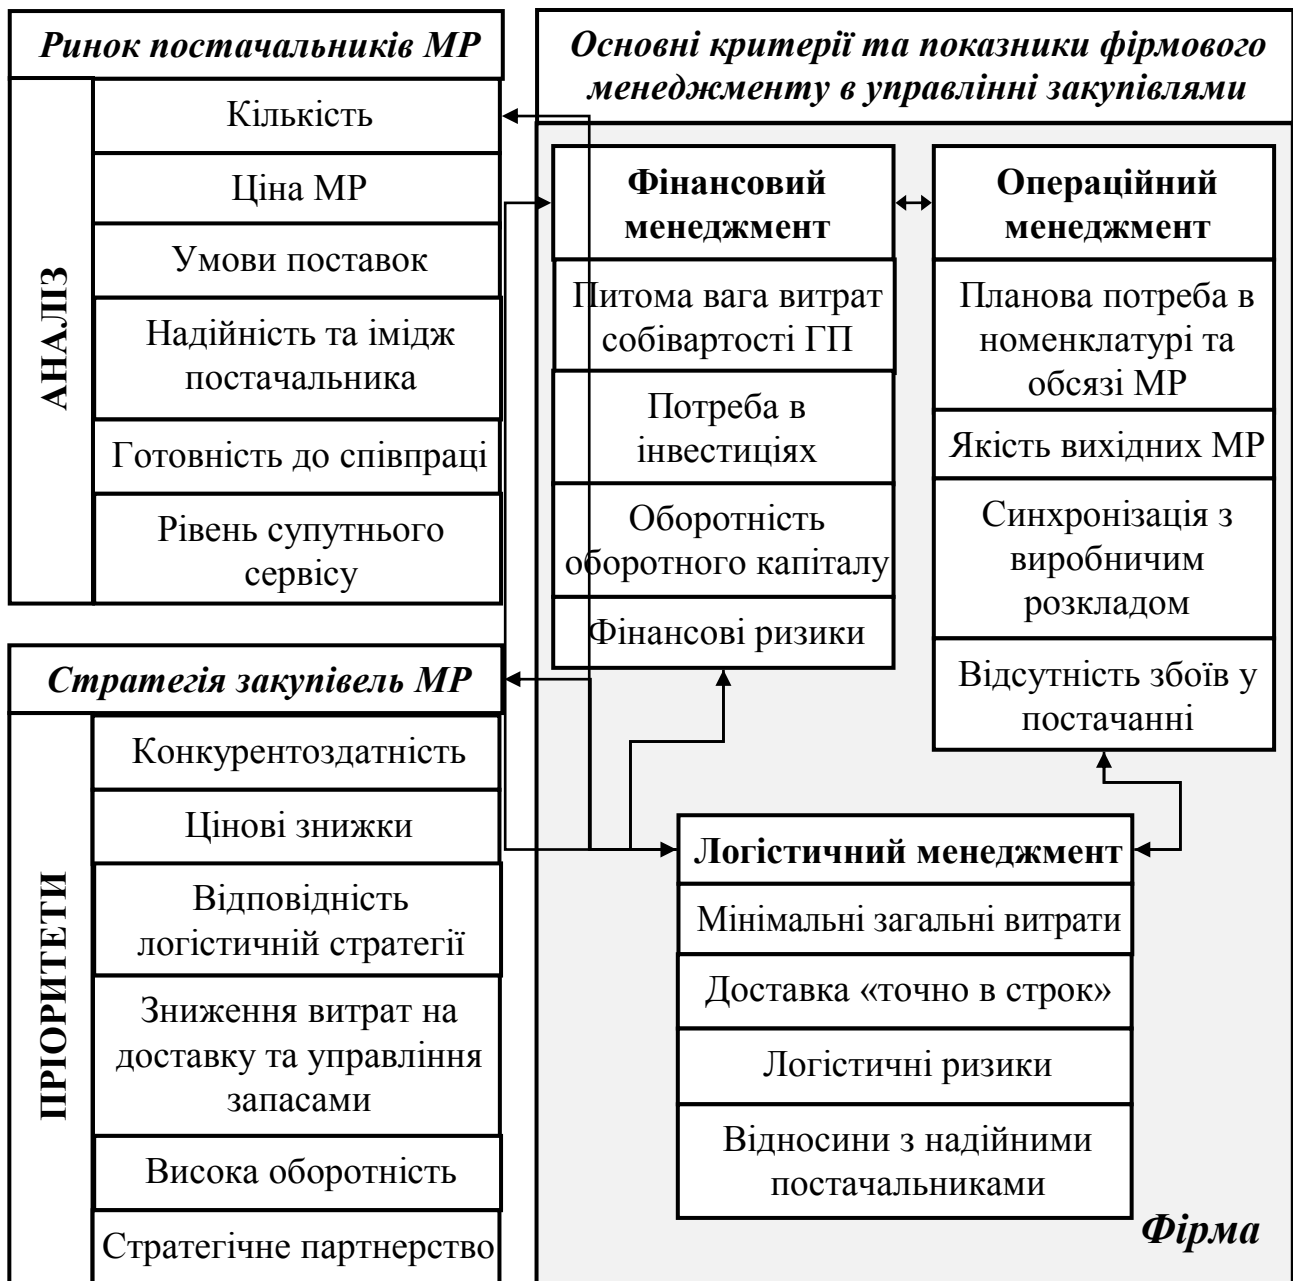 Ринок постачальників МР
АНАЛІЗ
Кількість
Ціна МР
Умови поставок
Надійність та імідж
постачальника
Готовність до співпраці
Рівень супутнього
сервісу
Стратегія закупівель МР
ПРІОРИТЕТИ
Конкурентоздатність
Цінові знижки
Відповідність
логістичній стратегії
Зниження витрат на
доставку та управління
запасами
Висока оборотність
Стратегічне партнерство
Основні критерії та показники фірмового
менеджменту в управлінні закупівлями
Фінансовий
менеджмент
Питома вага витрат
собівартості ГП
Потреба в
інвестиціях
Оборотність
оборотного капіталу
Фінансові ризики
Операційний
менеджмент
Планова потреба в
номенклатурі та
обсязі МР
Якість вихідних МР
Синхронізація з
виробничим
розкладом
Відсутність збоїв у
постачанні
Логістичний менеджмент
Мінімальні загальні витрати
Доставка «точно в строк»
Логістичні ризики
Відносини з надійними
постачальниками
Фірма